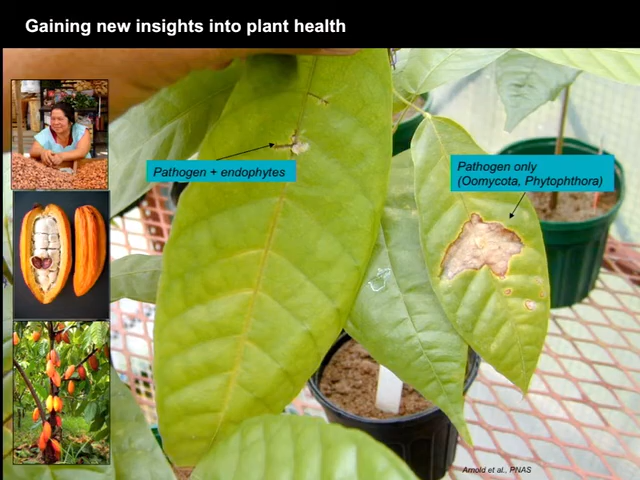 Gaining new insights into plant health
Pathogen + endophytes
Pathogen only
(Oomycota, Phytophthora)
Arnold et al., PNAS